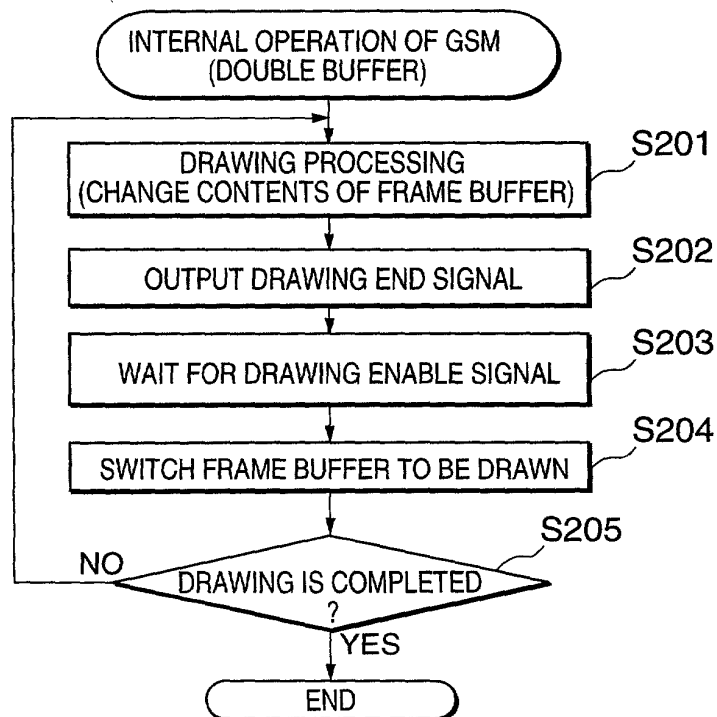 INTERNAL OPERATION OF GSM
(DOUBLE BUFFER)
DRAWING PROCESSING
(CHANGE CONTENTS OF FRAME BUFFER)
S201
OUTPUT DRAWING END SIGNAL
S202
WAIT FOR DRAWING ENABLE SIGNAL
S203
SWITCH FRAME BUFFER TO BE DRAWN
S204
DRAWING IS COMPLETED
?
S205
NO
YES
END